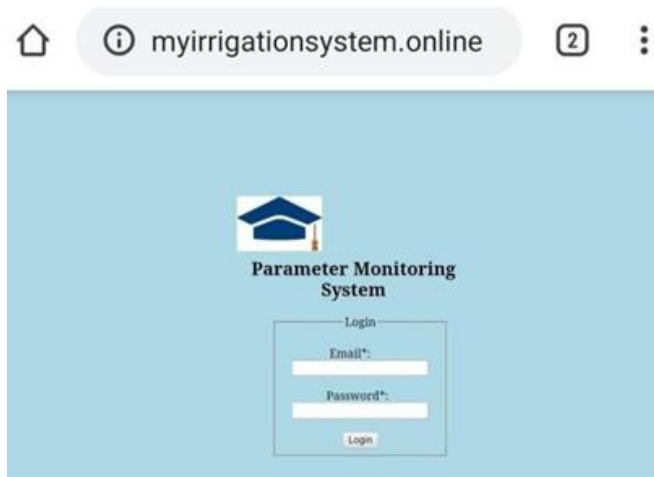 myirrigationsystem.online
2
Parameter Monitoring
System
Login
Email*:
Password*:
Login